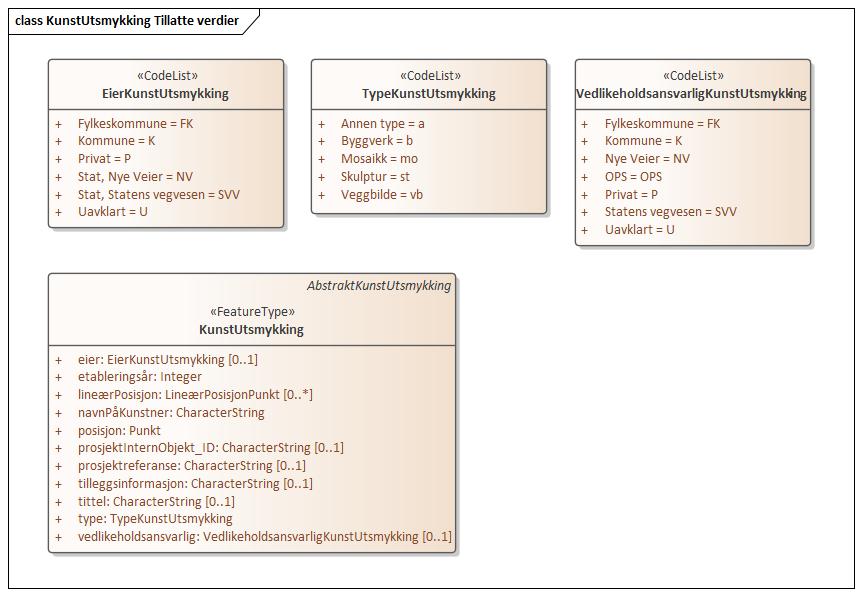 class KunstUtsmykking Tillatte verdier
«CodeList»
EierKunstUtsmykking
+ Fylkeskommune = FK
+ Kommune = K
+ Privat = P
+ Stat, Nye Veier = NV
+ Stat, Statens vegvesen = SVV
+ Uavklart = U
«CodeList»
TypeKunstUtsmykking
+ Annen type = a
+ Byggverk = b
+ Mosaikk = mo
+ Skulptur = st
+ Veggbilde = vb
«CodeList»
VedlikeholdsansvarligKunstUtsmykking
+ Fylkeskommune = FK
+ Kommune = K
+ Nye Veier = NV
+ OPS = OPS
+ Privat = P
+ Statens vegvesen = SVV
+ Uavklart = U
AbstraktKunstUtsmykking
«FeatureType»
KunstUtsmykking
+ eier: EierKunstUtsmykking [0..1]
+ etableringsår: Integer
+ lineærPosisjon: LineærPosisjonPunkt [0..*]
+ navnPåKunstner: CharacterString
+ posisjon: Punkt
+ prosjektInternObjekt_ID: CharacterString [0..1]
+ prosjektreferanse: CharacterString [0..1]
+ tilleggsinformasjon: CharacterString [0..1]
+ tittel: CharacterString [0..1]
+ type: TypeKunstUtsmykking
+ vedlikeholdsansvarlig: VedlikeholdsansvarligKunstUtsmykking [0..1]